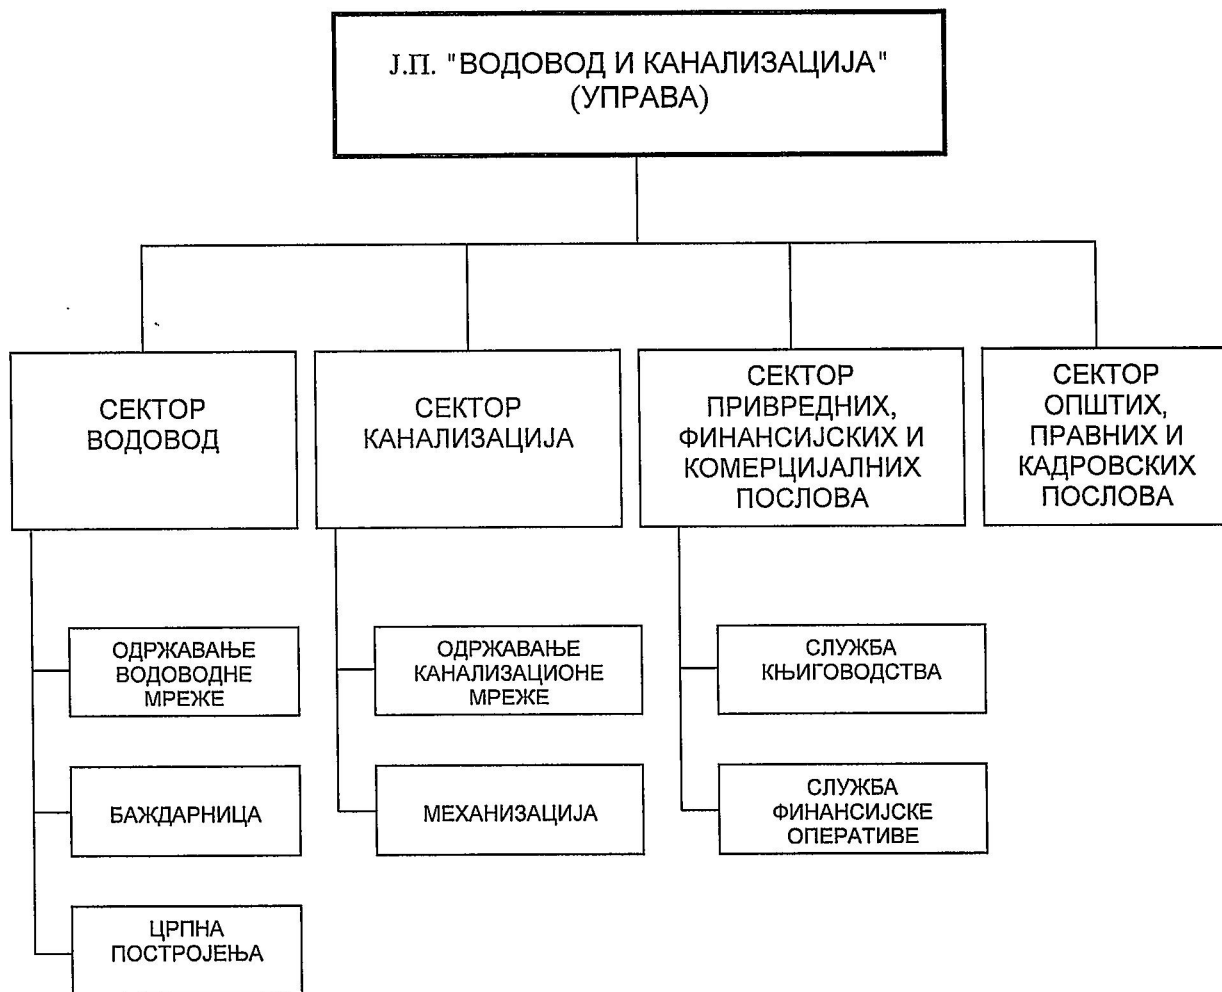 Ј.П. "ВОДОВОД И КАНАЛИЗАЦИЈА"
(УПРАВА)
СЕКТОР
ВОДОВОД
СЕКТОР
КАНАЛИЗАЦИЈА
СЕКТОР
ПРИВРЕДНИХ,
ФИНАНСИЈСКИХ И
КОМЕРЦИЈАЛНИХ
ПОСЛОВА
СЕКТОР
ОПШТИХ,
ПРАВНИХ И
КАДРОВСКИХ
ПОСЛОВА
ОДРЖАВАЊЕ
ВОДОВОДНЕ
МРЕЖЕ
ОДРЖАВАЊЕ
КАНАЛИЗАЦИОНЕ
МРЕЖЕ
СЛУЖБА
КЊИГОВОДСТВА
БАЖДАРНИЦА
МЕХАНИЗАЦИЈА
СЛУЖБА
ФИНАНСИЈСКЕ
ОПЕРАТИВЕ
ЦРПНА
ПОСТРОЈЕЊА